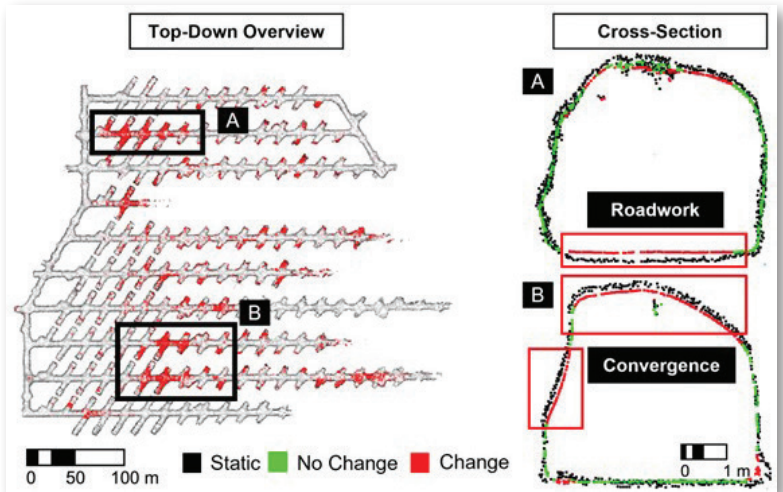 Top-Down Overview
Cross-Section
A
A
Roadwork
B
B
Convergence
0 50 100 m
Static No Change Change
0 1 m